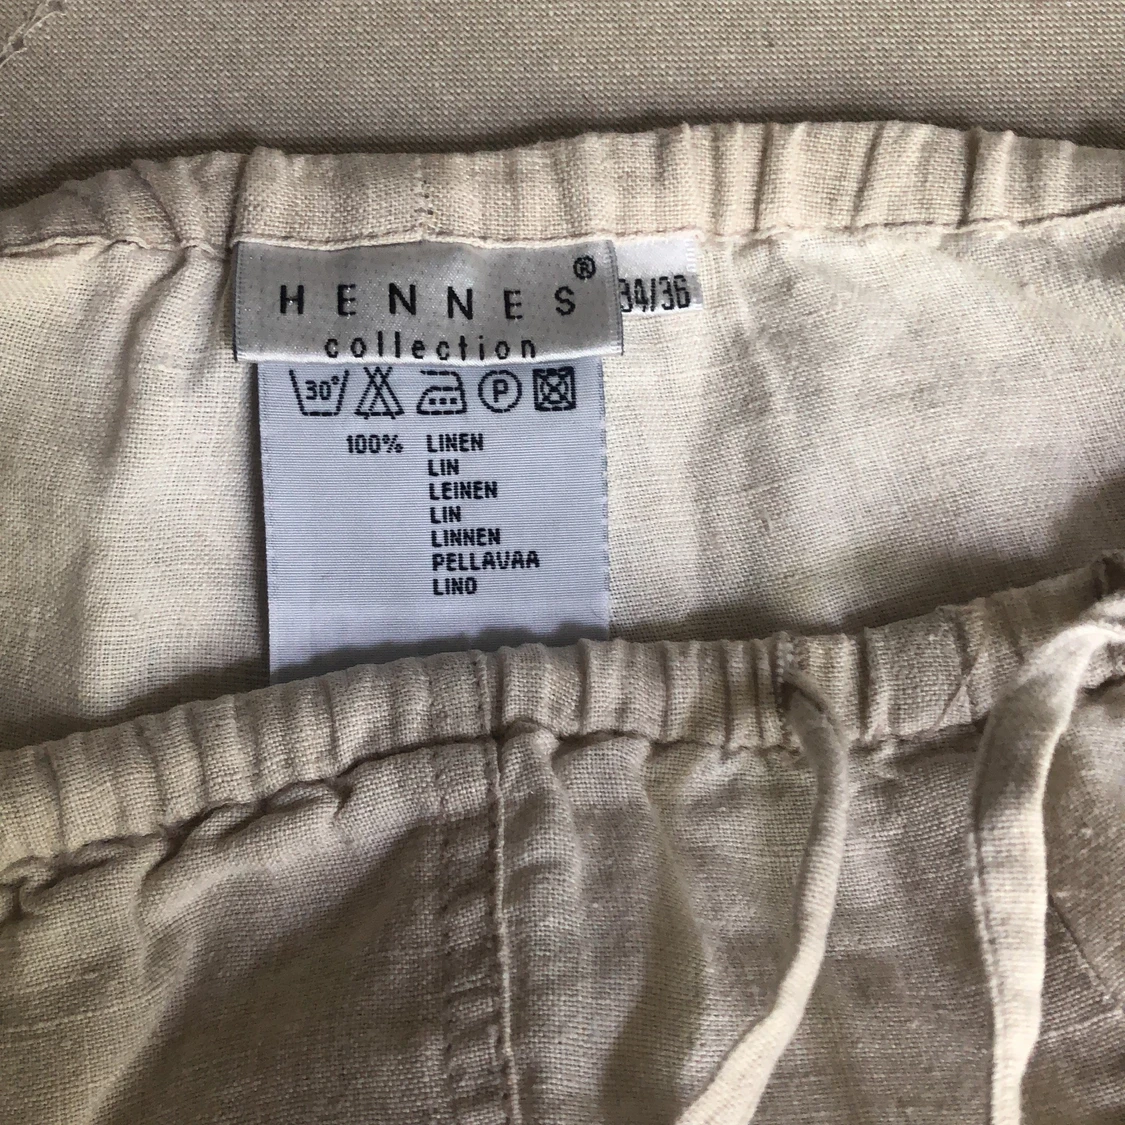 HENNES®
collection
34/36
30°
P
100% LINEN
LIN
LEINEN
LIN
LINNEN
PELLAVAA
LINO